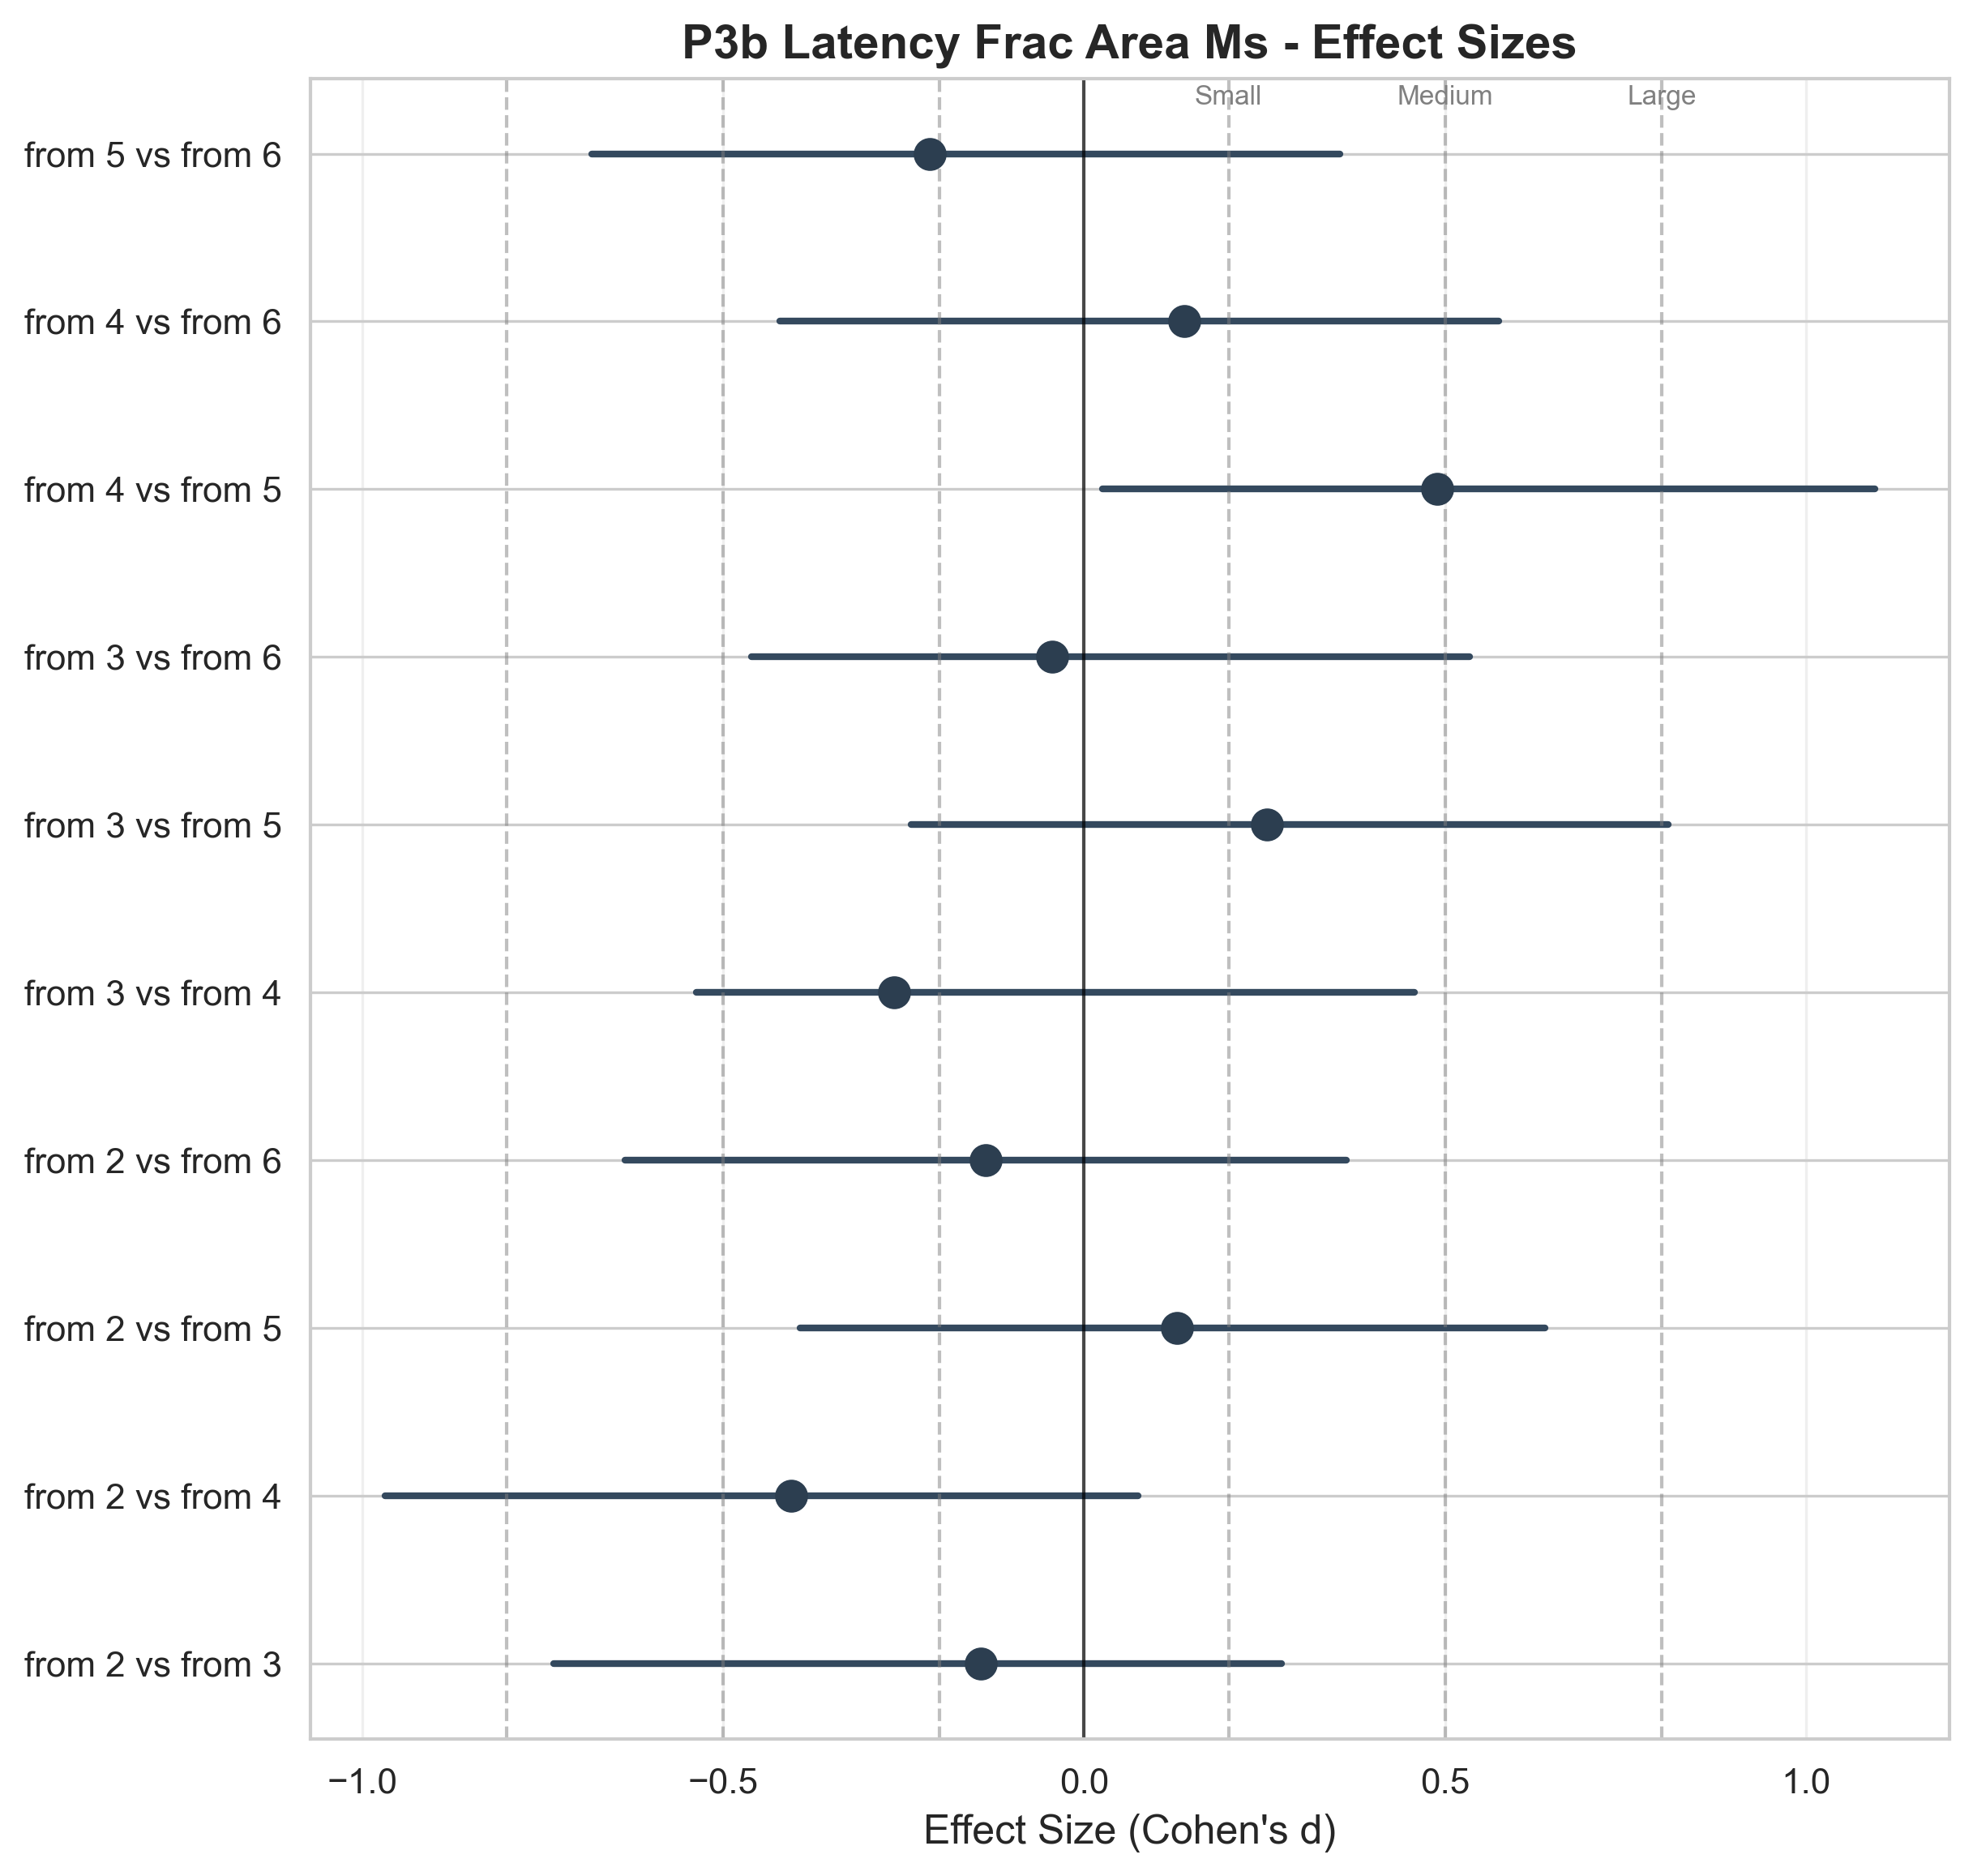 P3b Latency Frac Area Ms - Effect Sizes
Small Medium Large
from 5 vs from 6
from 4 vs from 6
from 4 vs from 5
from 3 vs from 6
from 3 vs from 5
from 3 vs from 4
from 2 vs from 6
from 2 vs from 5
from 2 vs from 4
from 2 vs from 3
−1.0 −0.5 0.0 0.5 1.0
Effect Size (Cohen's d)